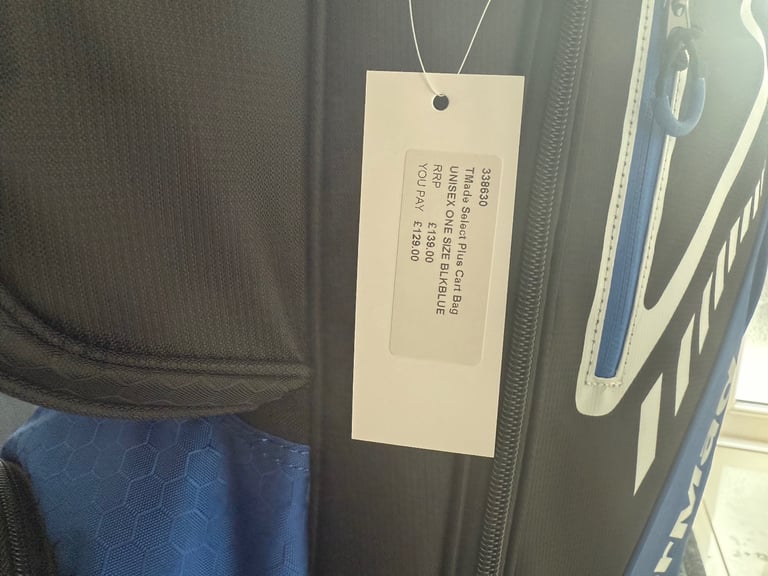 338630
TMade Select Plus Cart Bag
UNISEX ONE SIZE BLKBLUE
RRP £139.00
YOU PAY £129.00